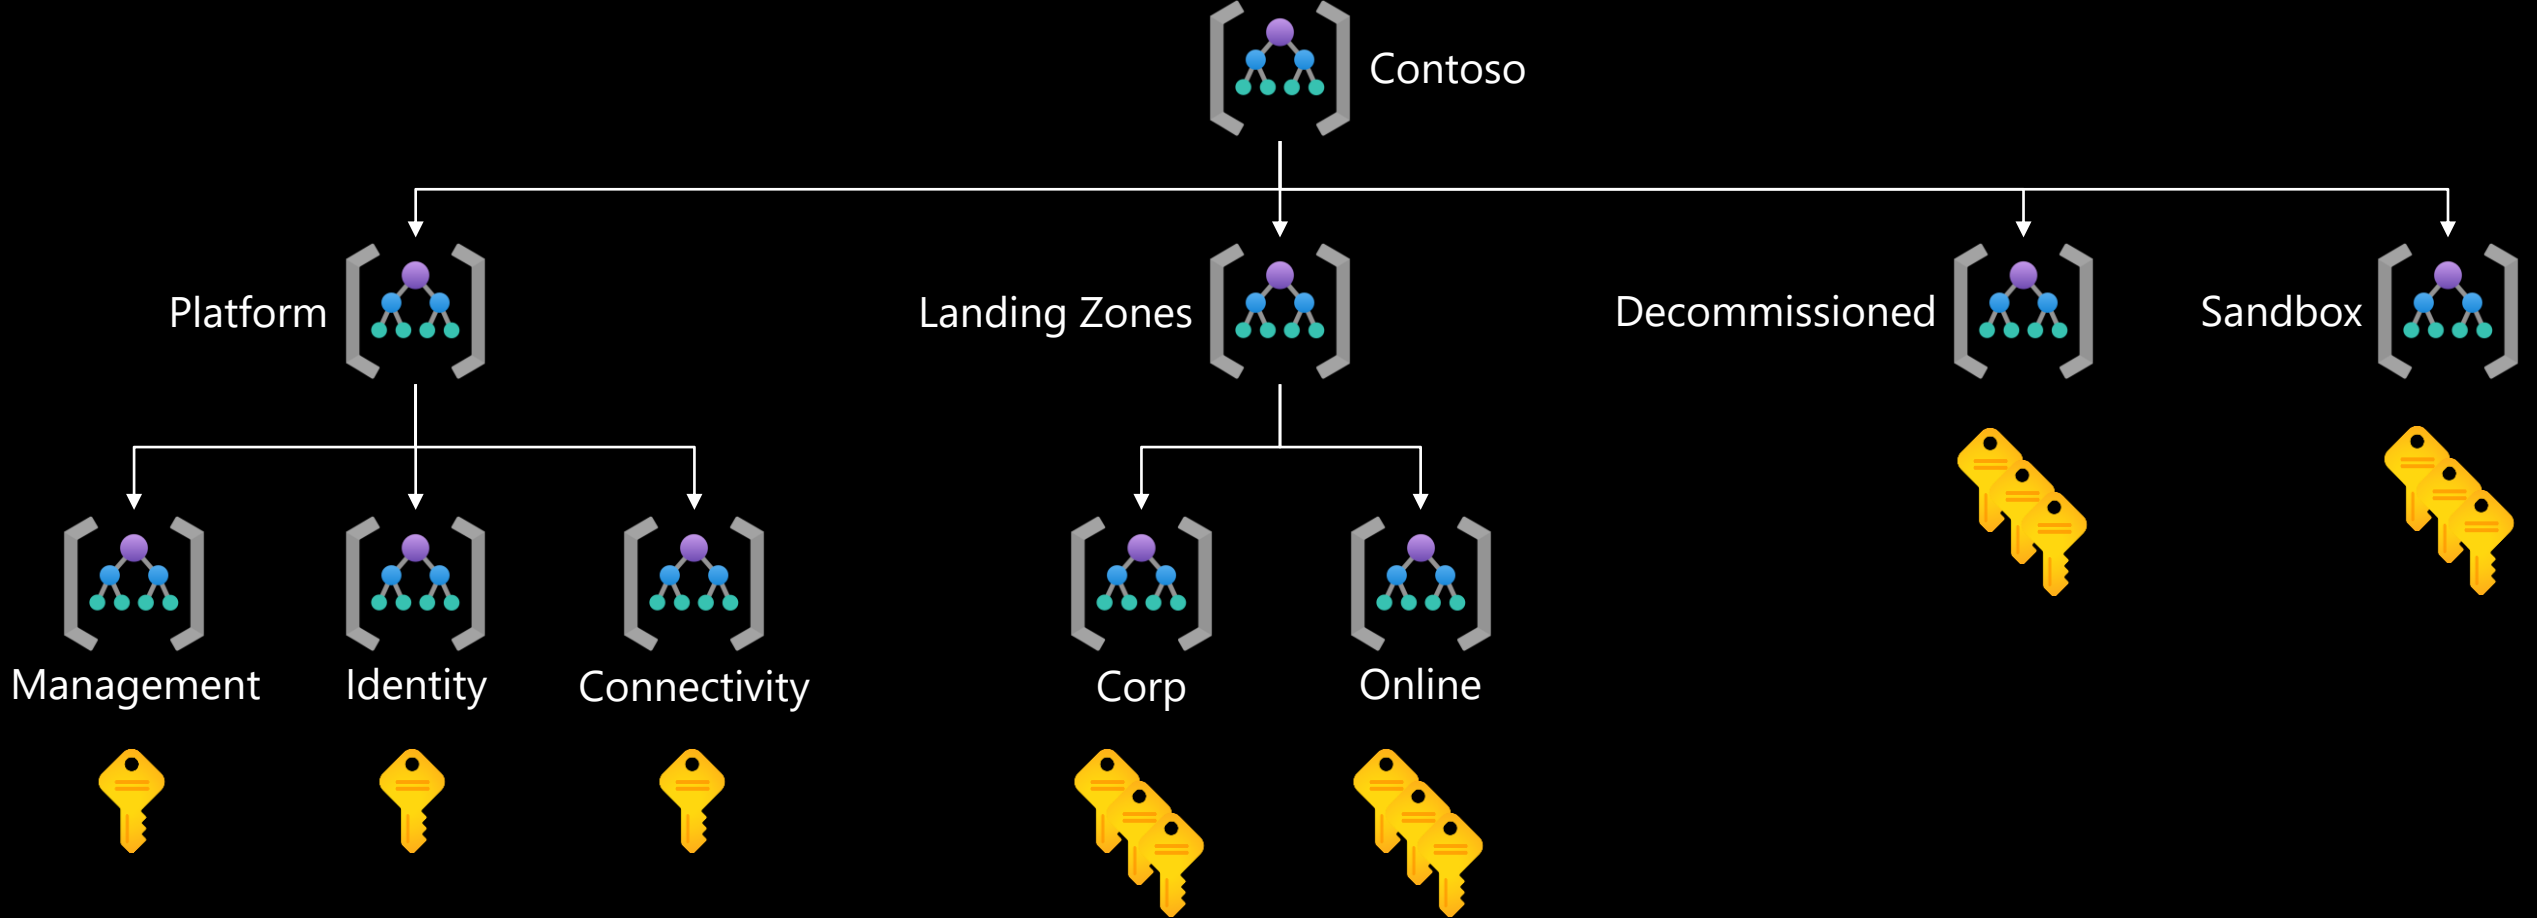 Contoso
Platform
Landing Zones
Decommissioned
Sandbox
Management
Identity
Connectivity
Corp
Online